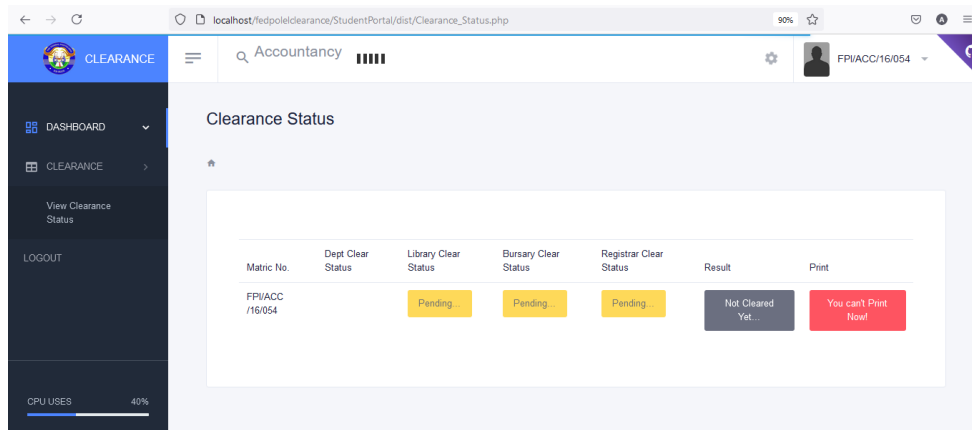 localhost/fedpoleldearance/StudentPortal/dist/Clearance_Status.php
90%
A
CLEARANCE
Accountancy
FPI/ACC/16/054
DASHBOARD
CLEARANCE
View Clearance
Status
LOGOUT
CPU USES 40%
Clearance Status
Matric No. Dept Clear Status Library Clear Status Bursary Clear Status Registrar Clear Status Result Print
FPI/ACC
/16/054
Pending...
Pending...
Pending...
Not Cleared
Yet...
You can't Print
Now!